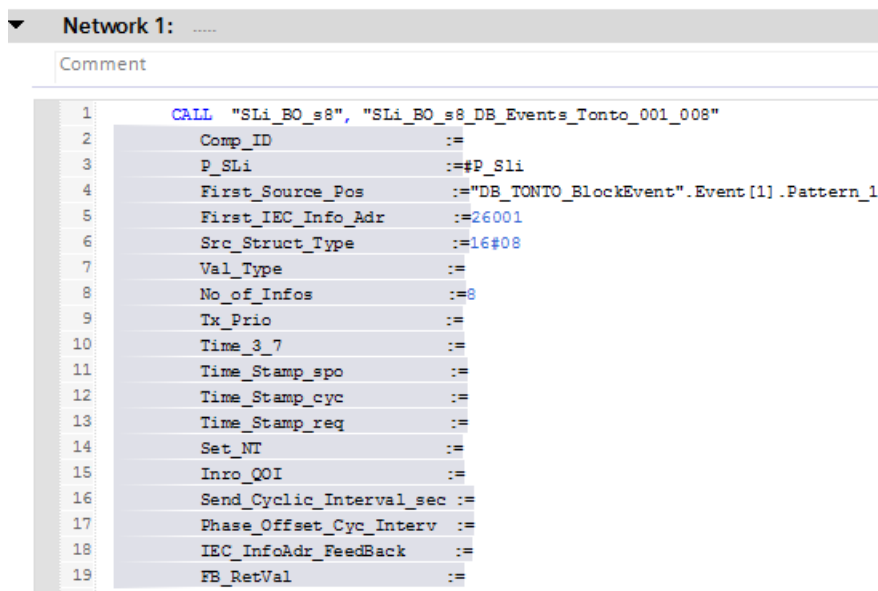 Network 1: .....
Comment
1 CALL "SLi_BO_s8", "SLi_BO_s8_DB_Events_Tonto_001_008"
2 Comp_ID :=
3 P_SLi :=#P_Sli
4 First_Source_Pos :="DB_TONTO_BlockEvent".Event[1].Pattern_1
5 First_IEC_Info_Adr :=26001
6 Src_Struct_Type :=16#08
7 Val_Type :=
8 No_of_Infos :=8
9 Tx_Prio :=
10 Time_3_7 :=
11 Time_Stamp_spo :=
12 Time_Stamp_cyc :=
13 Time_Stamp_req :=
14 Set_NT :=
15 Inro_QOI :=
16 Send_Cyclic_Interval_sec :=
17 Phase_Offset_Cyc_Interv :=
18 IEC_InfoAdr_FeedBack :=
19 FB_RetVal :=